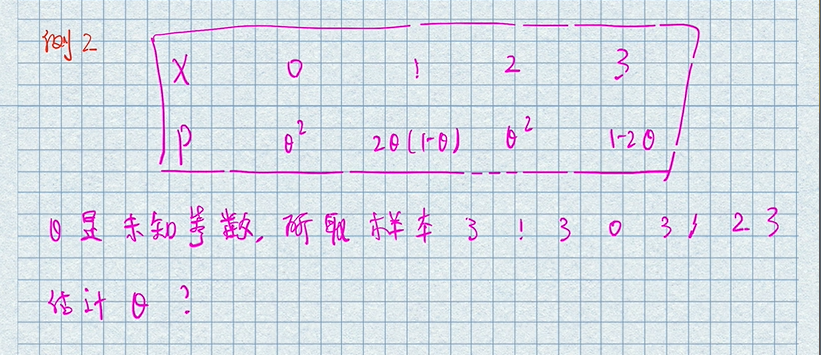 例2
X 0 1 2 3
P θ² 2θ(1-θ) θ² 1-2θ
θ是未知参数,所取样本 3 1 3 0 3 1 2 3
估计 θ ?